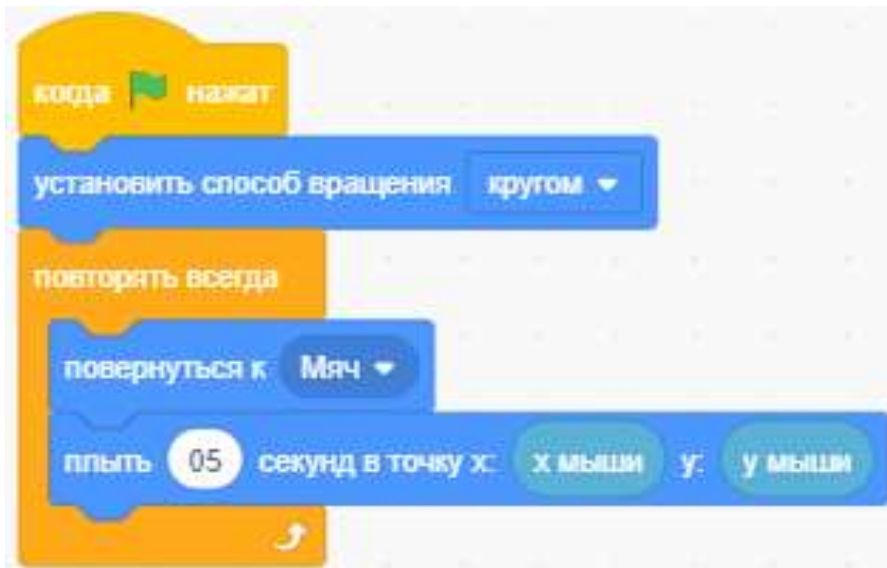 когда нажат
установить способ вращения кругом
повторять всегда
повернуться к Мяч
плыть 05 секунд в точку x: x мыши y: y мыши